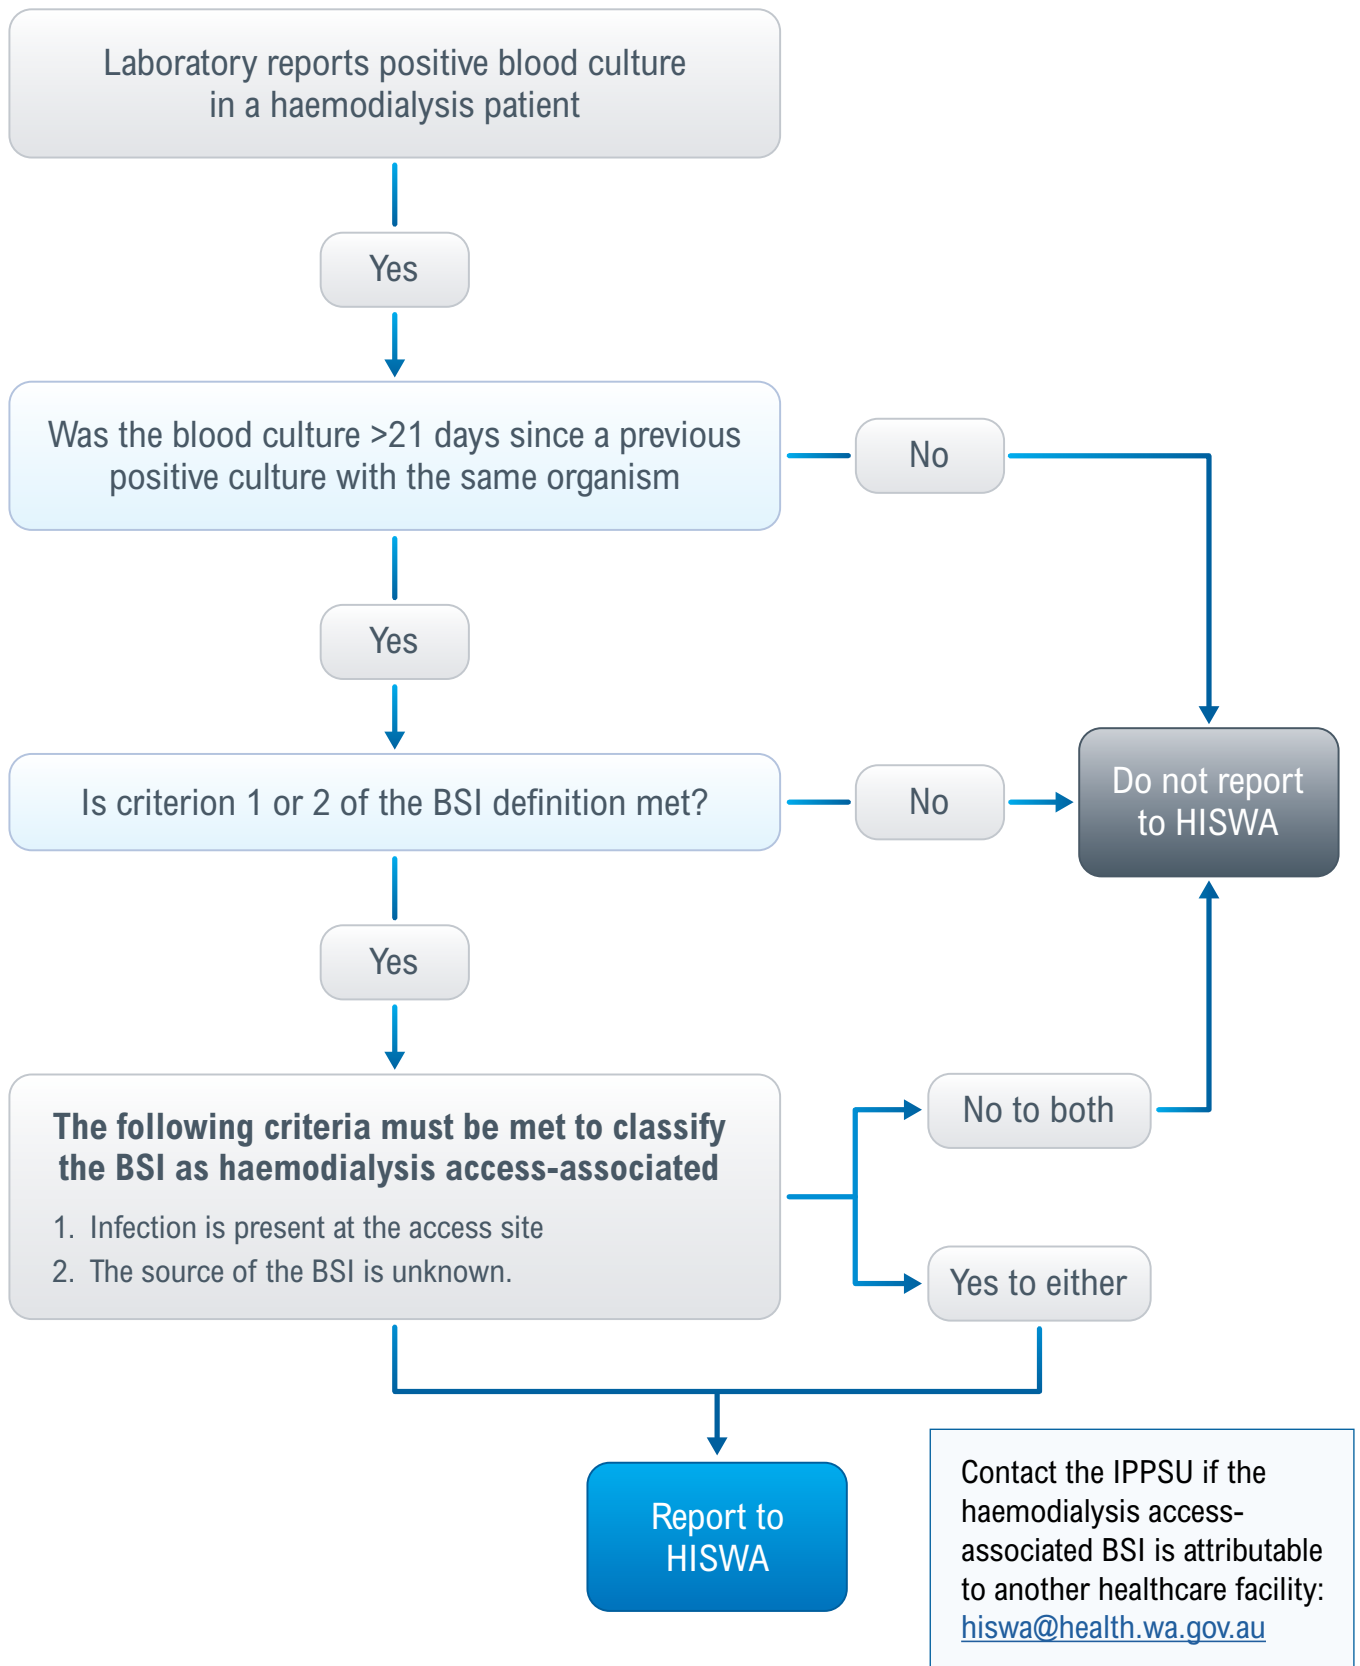 Laboratory reports positive blood culture
in a haemodialysis patient
Yes
Was the blood culture >21 days since a previous
positive culture with the same organism
No
Yes
Is criterion 1 or 2 of the BSI definition met?
No
Do not report
to HISWA
Yes
The following criteria must be met to classify
the BSI as haemodialysis access-associated
1. Infection is present at the access site
2. The source of the BSI is unknown.
No to both
Yes to either
Report to
HISWA
Contact the IPPSU if the
haemodialysis access-
associated BSI is attributable
to another healthcare facility:
hiswa@health.wa.gov.au